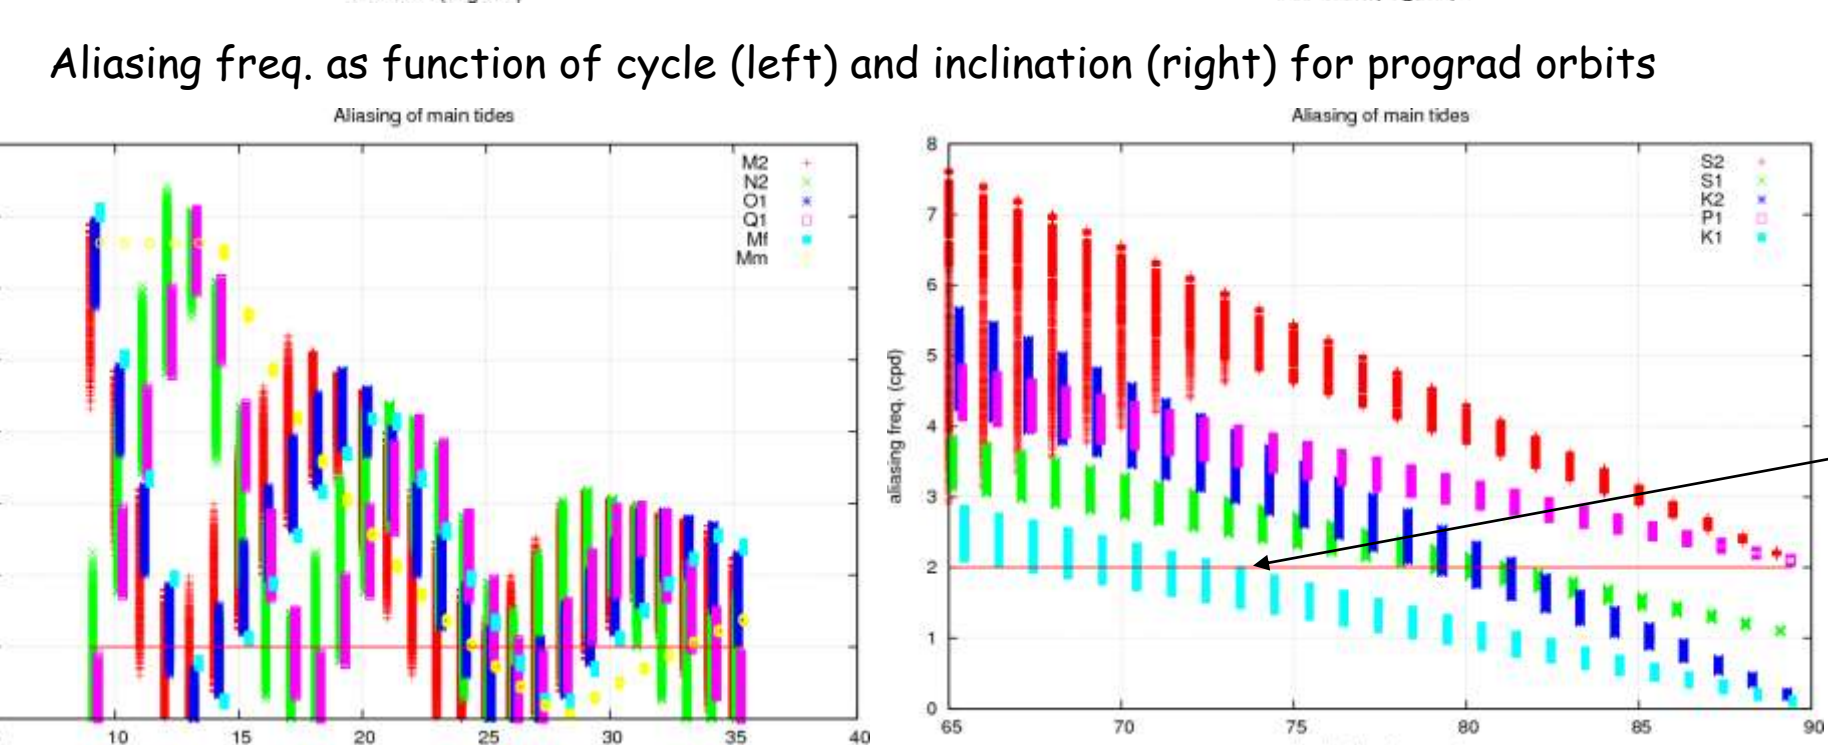 Aliasing freq. as function of cycle (left) and inclination (right) for prograd orbits
Aliasing of main tides
M2
N2
O1
Q1
Mf
Mm
10 15 20 25 30 35 40
Aliasing of main tides
S2
S1
K2
P1
K1
aliasing freq. (cpd)
8
7
6
5
4
3
2
1
0
65 70 75 80 85 90